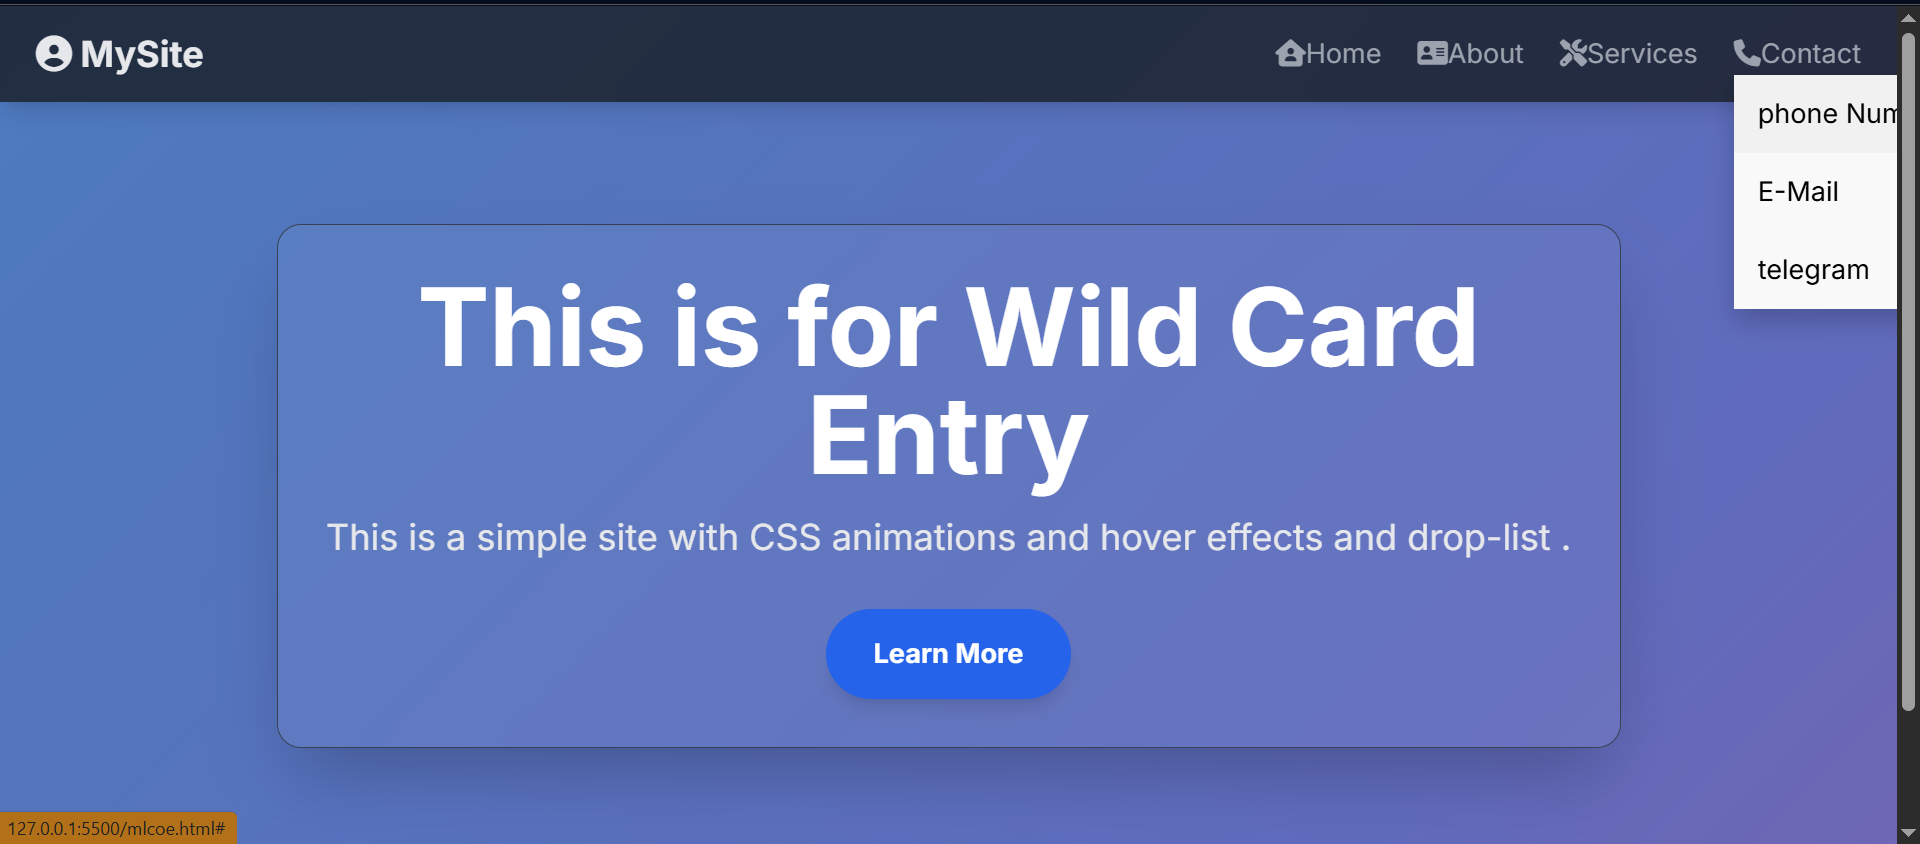 MySite
Home About Services Contact
phone Num
E-Mail
telegram
This is for Wild Card
Entry
This is a simple site with CSS animations and hover effects and drop-list .
Learn More
127.0.0.1:5500/mlcoe.html#